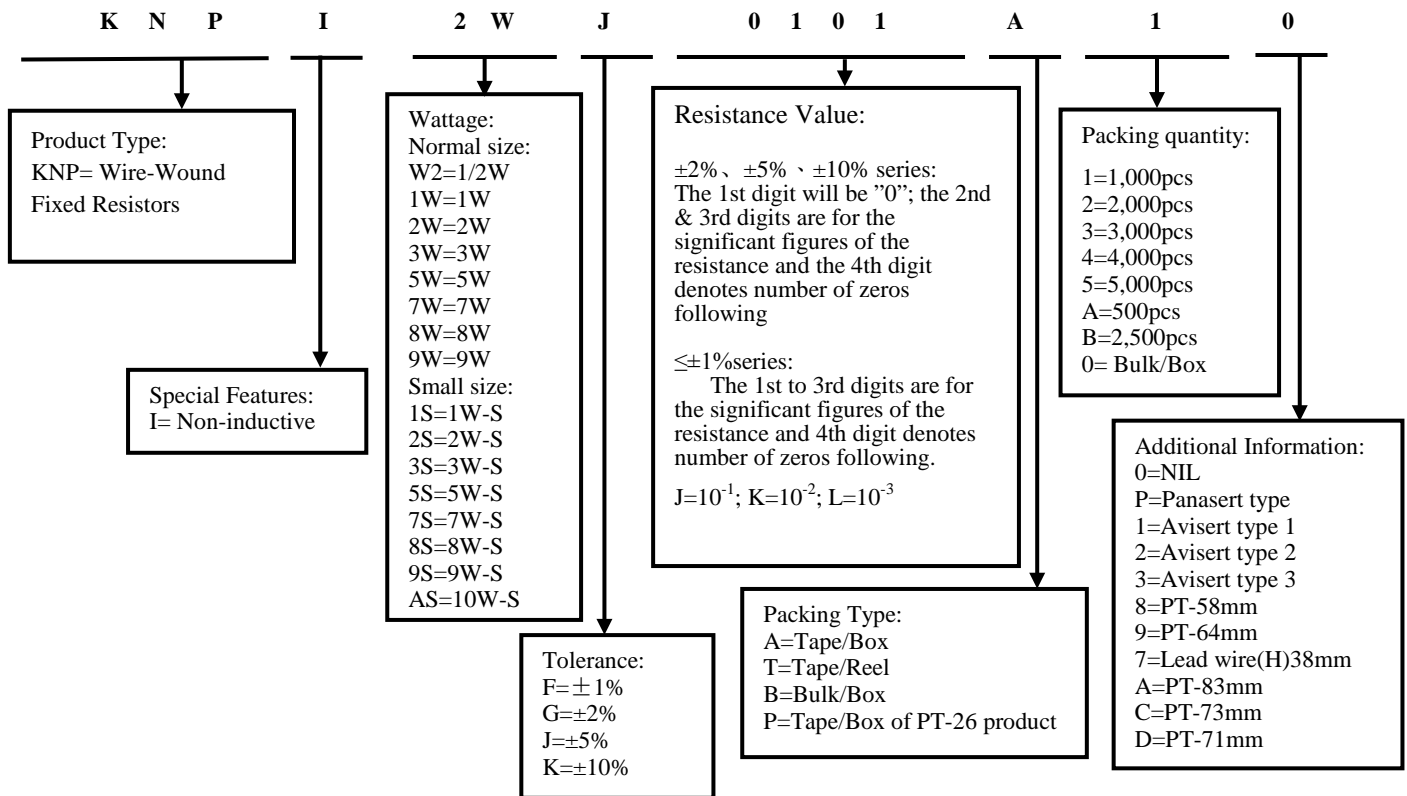 K N P I 2 W J 0 1 0 1 A 1 0
Product Type:
KNP= Wire-Wound
Fixed Resistors
Special Features:
I= Non-inductive
Wattage:
Normal size:
W2=1/2W
1W=1W
2W=2W
3W=3W
5W=5W
7W=7W
8W=8W
9W=9W
Small size:
1S=1W-S
2S=2W-S
3S=3W-S
5S=5W-S
7S=7W-S
8S=8W-S
9S=9W-S
AS=10W-S
Tolerance:
F=±1%
G=±2%
J=±5%
K=±10%
Resistance Value:
±2%、±5%、±10% series:
The 1st digit will be ”0”; the 2nd
& 3rd digits are for the
significant figures of the
resistance and the 4th digit
denotes number of zeros
following
≤±1%series:
The 1st to 3rd digits are for
the significant figures of the
resistance and 4th digit denotes
number of zeros following.
J=10⁻¹; K=10⁻²; L=10⁻³
Packing Type:
A=Tape/Box
T=Tape/Reel
B=Bulk/Box
P=Tape/Box of PT-26 product
Packing quantity:
1=1,000pcs
2=2,000pcs
3=3,000pcs
4=4,000pcs
5=5,000pcs
A=500pcs
B=2,500pcs
0= Bulk/Box
Additional Information:
0=NIL
P=Panasert type
1=Avisert type 1
2=Avisert type 2
3=Avisert type 3
8=PT-58mm
9=PT-64mm
7=Lead wire(H)38mm
A=PT-83mm
C=PT-73mm
D=PT-71mm